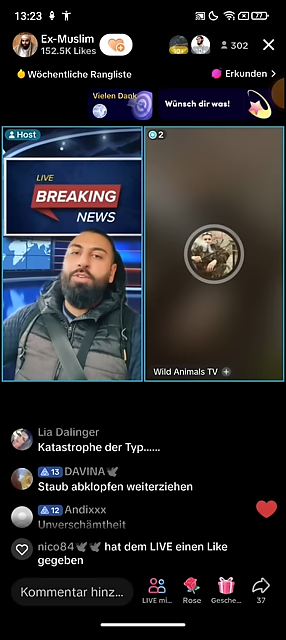 13:23
77
Ex-Muslim
152.5K Likes
302
Wöchentliche Rangliste
Erkunden >
Vielen Dank
Wünsch dir was!
Host
2
LIVE
BREAKING
NEWS
Wild Animals TV +
Lia Dalinger
Katastrophe der Typ......
13 DAVINA🕊
Staub abklopfen weiterziehen
12 Andixxx
Unverschämtheit
nico84🕊🕊 hat dem LIVE einen Like
gegeben
Kommentar hinz...
LIVE mi...
Rose
Gesche...
37